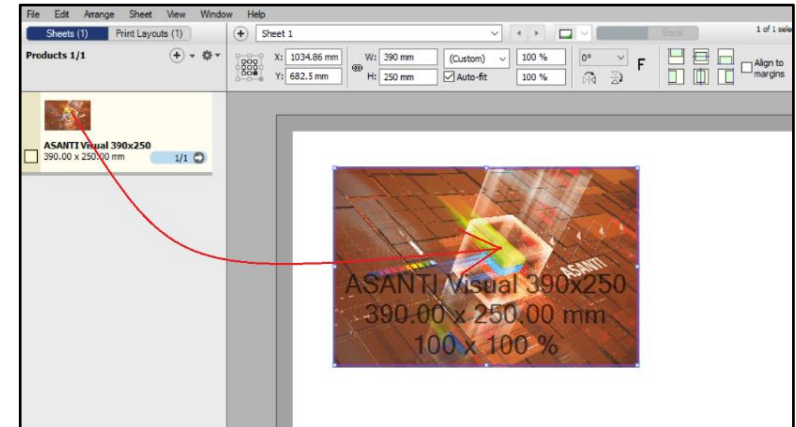 File Edit Arrange Sheet View Window Help
Sheets (1) Print Layouts (1)
Sheet 1
Back
1 of 1 sele
Products 1/1
X: 1034.86 mm W: 390 mm (Custom) 100 % 0° F
Y: 682.5 mm H: 250 mm Auto-fit 100 %
Align to
margins
ASANTI Visual 390x250
390.00 x 250.00 mm 1/1
ASANTI
ASANTI Visual 390x250
390.00 x 250.00 mm
100 x 100 %